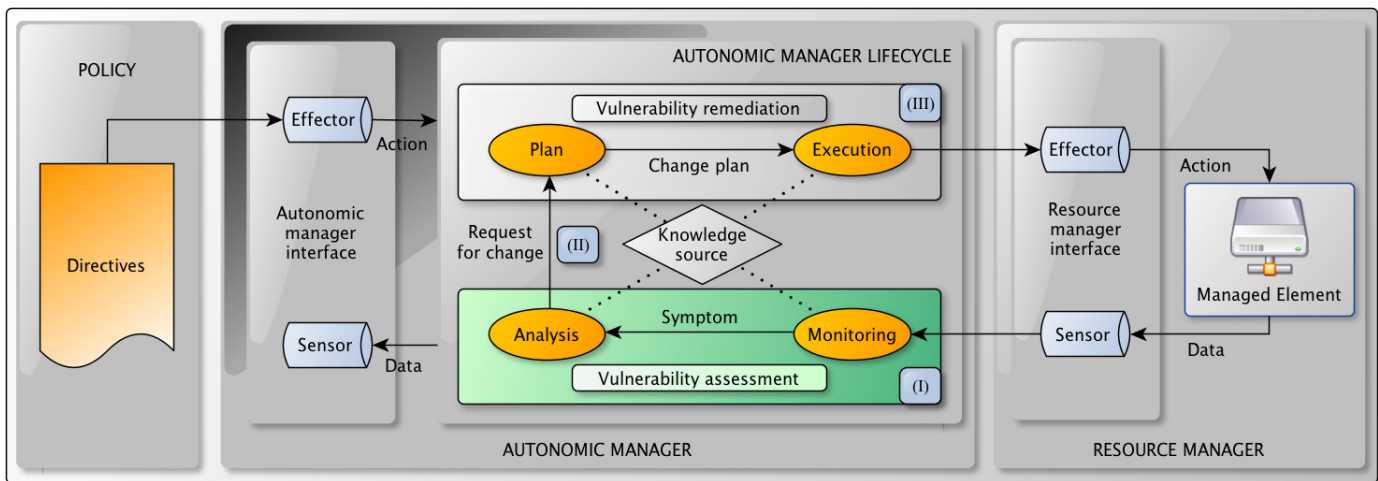 POLICY
Directives
Effector
Action
Autonomic
manager
interface
Sensor
Data
AUTONOMIC MANAGER LIFECYCLE
Vulnerability remediation
(III)
Plan
Change plan
Execution
Request
for change
(II)
Knowledge
source
Analysis
Symptom
Monitoring
Vulnerability assessment
(I)
AUTONOMIC MANAGER
Effector
Action
Resource
manager
interface
Managed Element
Sensor
Data
RESOURCE MANAGER